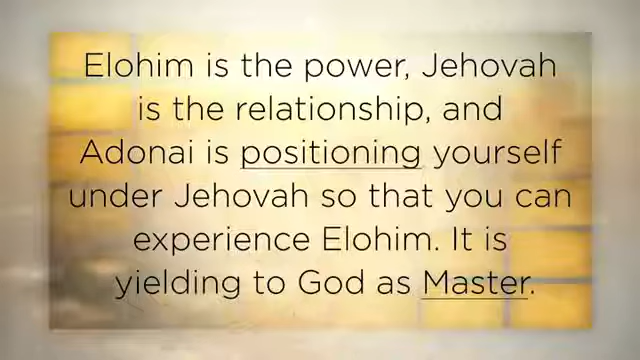 Elohim is the power, Jehovah
is the relationship, and
Adonai is positioning yourself
under Jehovah so that you can
experience Elohim. It is
yielding to God as Master.